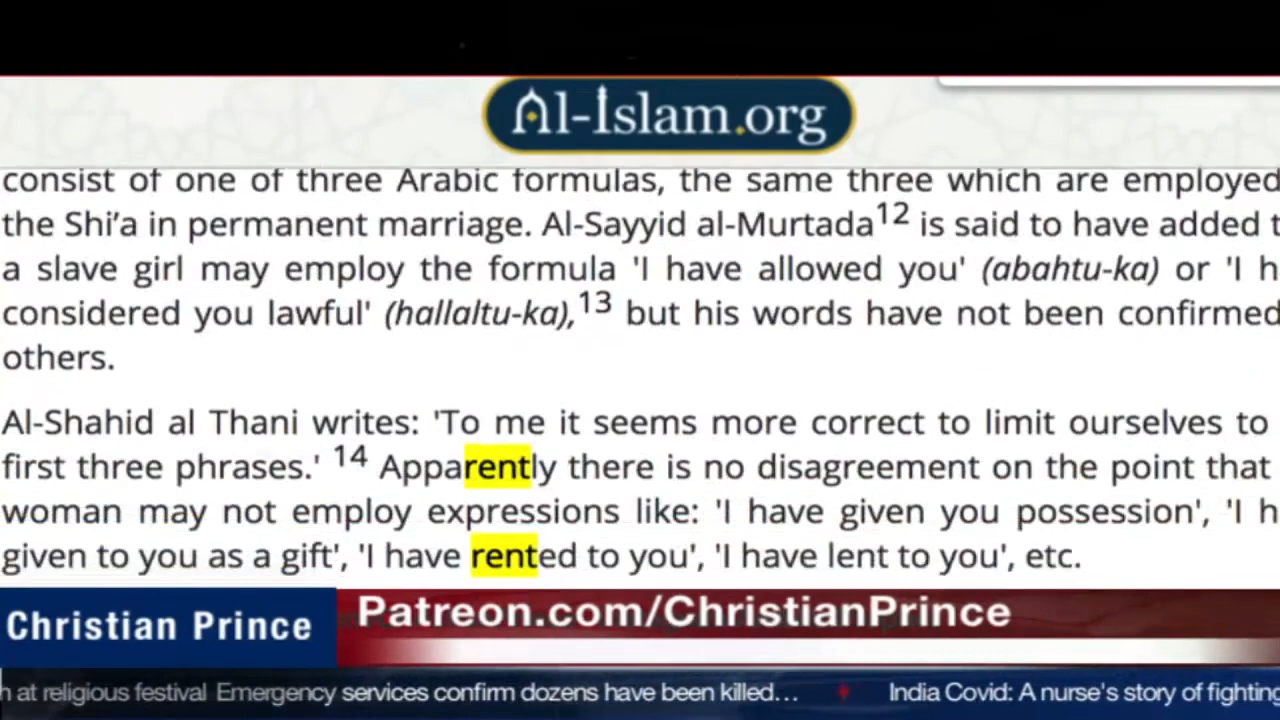 Al-Islam.org
consist of one of three Arabic formulas, the same three which are employed
the Shi'a in permanent marriage. Al-Sayyid al-Murtada12 is said to have added t
a slave girl may employ the formula 'I have allowed you' (abahtu-ka) or 'I h
considered you lawful' (hallaltu-ka),13 but his words have not been confirmed
others.
Al-Shahid al Thani writes: 'To me it seems more correct to limit ourselves to
first three phrases.' 14 Apparently there is no disagreement on the point that
woman may not employ expressions like: 'I have given you possession', 'I h
given to you as a gift', 'I have rented to you', 'I have lent to you', etc.
Christian Prince
Patreon.com/ChristianPrince
n at religious festival Emergency services confirm dozens have been killed... India Covid: A nurse's story of fighting